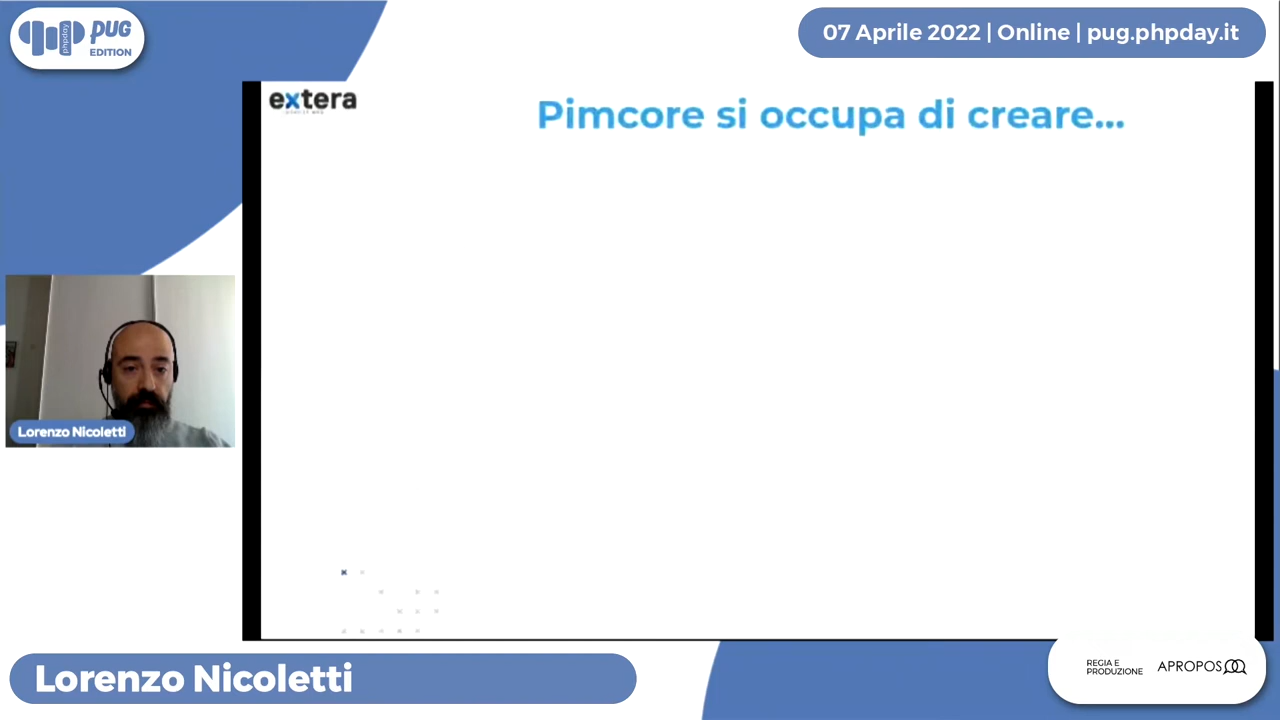 phpday
PUG
EDITION
07 Aprile 2022 | Online | pug.phpday.it
extera
Pimcore si occupa di creare...
Lorenzo Nicoletti
Lorenzo Nicoletti
REGIA E
PRODUZIONE
APROPOS